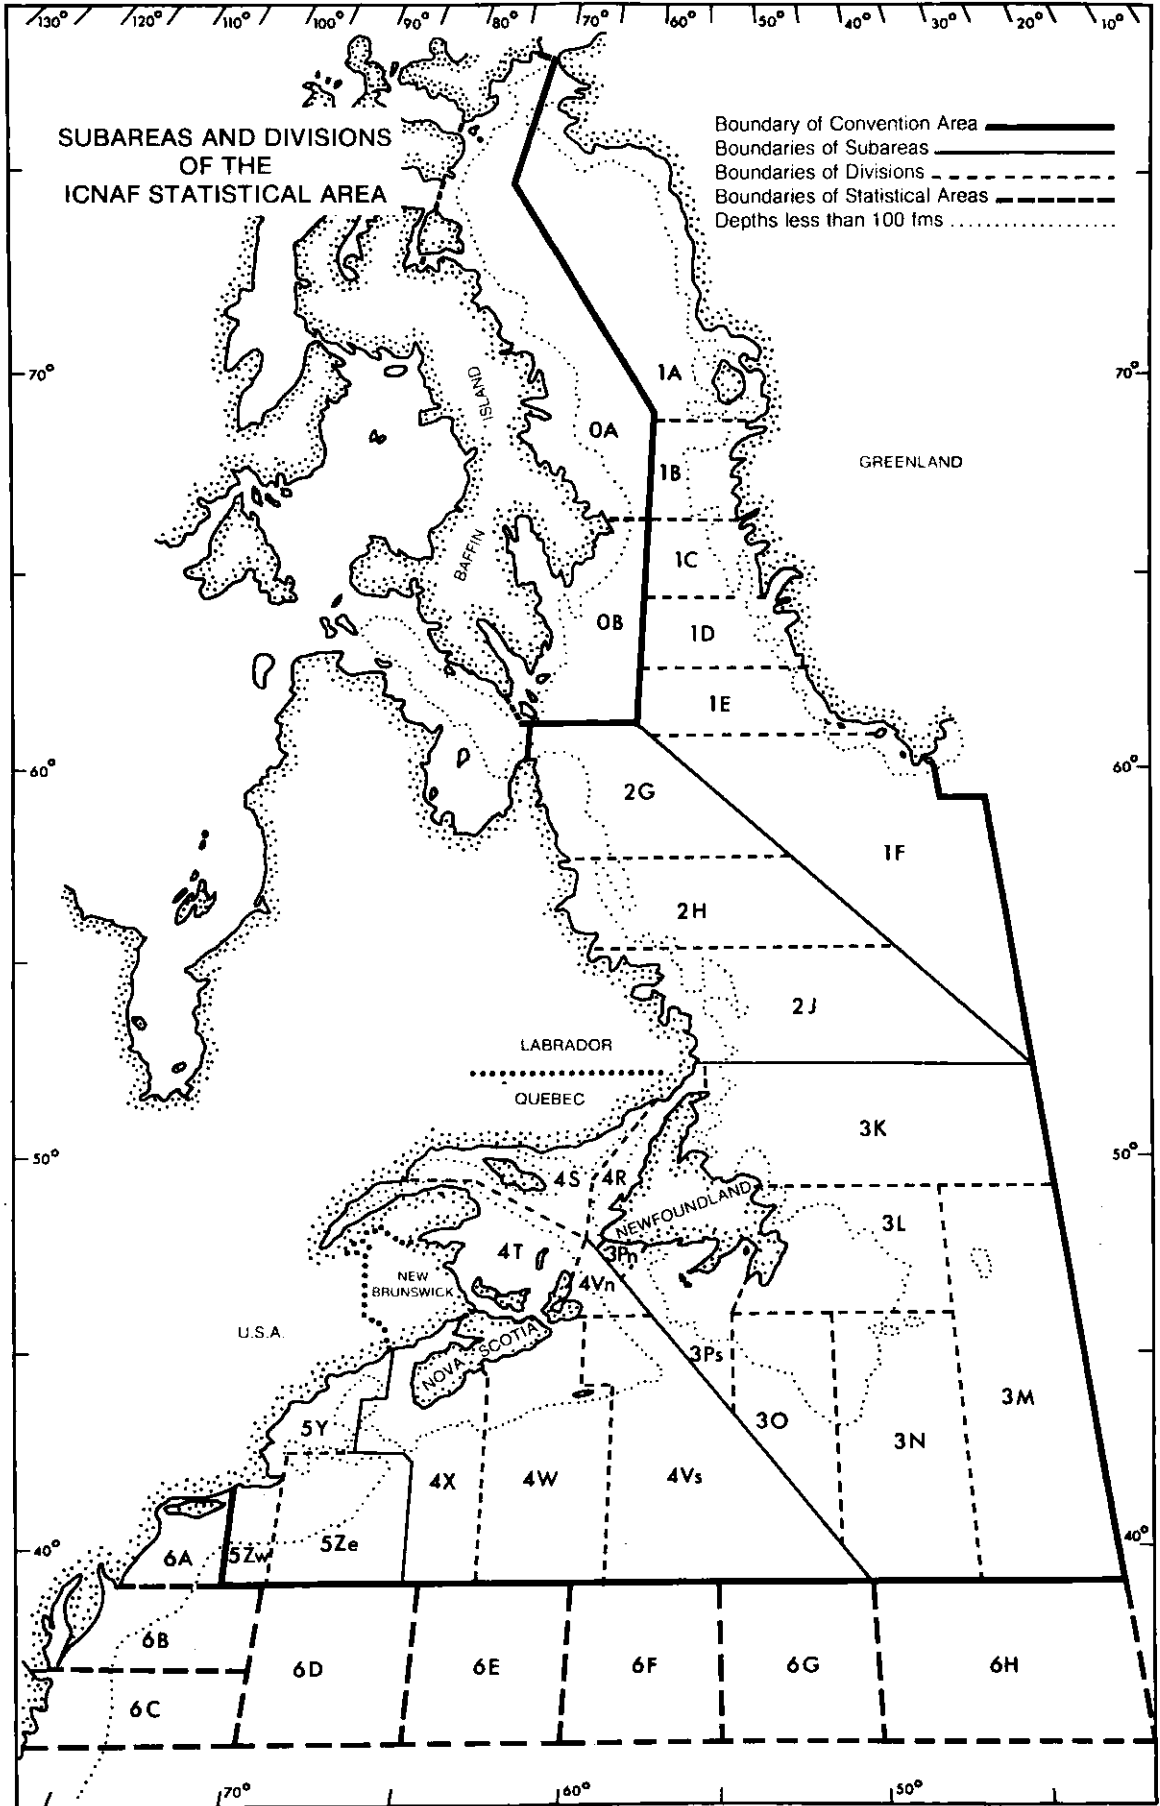 130° 120° 110° 100° 90° 80° 70° 60° 50° 40° 30° 20° 10°
SUBAREAS AND DIVISIONS
OF THE
ICNAF STATISTICAL AREA
Boundary of Convention Area
Boundaries of Subareas
Boundaries of Divisions
Boundaries of Statistical Areas
Depths less than 100 fms
70° 1A 70°
BAFFIN ISLAND
0A
1B
GREENLAND
1C
0B
1D
1E
60° 60°
2G
1F
2H
2J
LABRADOR
QUEBEC
3K
50° 50°
4S 4R
NEWFOUNDLAND
3L
4T
3Pn
4Vn
NEW
BRUNSWICK
U.S.A.
NOVA SCOTIA
3Ps
3M
3O
5Y
3N
4X
4W
4Vs
40° 40°
6A
5Zw
5Ze
6B
6D
6E
6F
6G
6H
6C
70° 60° 50°